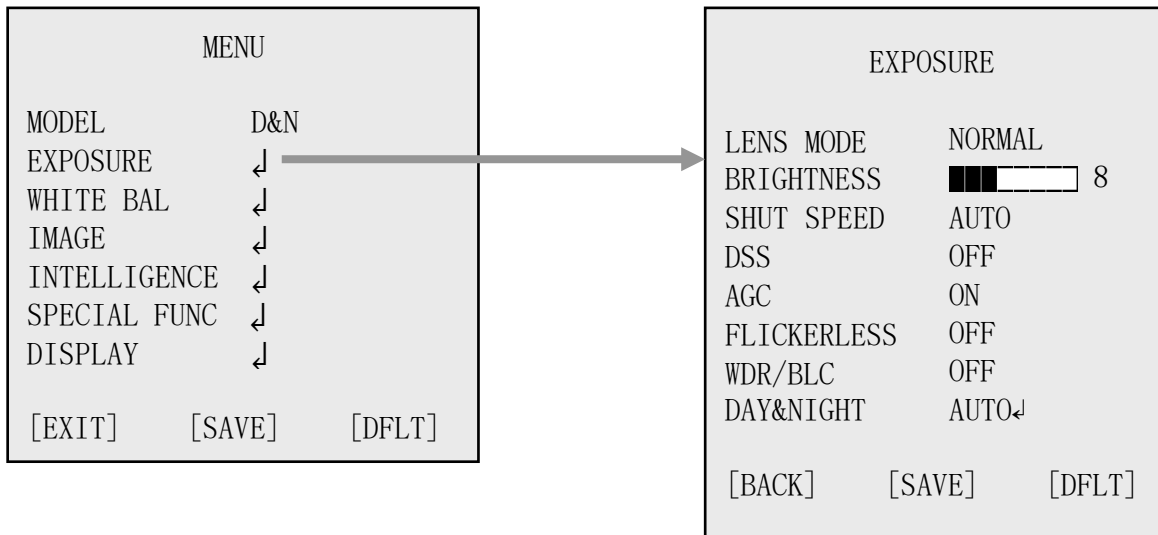 MENU
MODEL D&N
EXPOSURE ↲
WHITE BAL ↲
IMAGE ↲
INTELLIGENCE ↲
SPECIAL FUNC ↲
DISPLAY ↲
[EXIT] [SAVE] [DFLT]
EXPOSURE
LENS MODE NORMAL
BRIGHTNESS 8
SHUT SPEED AUTO
DSS OFF
AGC ON
FLICKERLESS OFF
WDR/BLC OFF
DAY&NIGHT AUTO↲
[BACK] [SAVE] [DFLT]